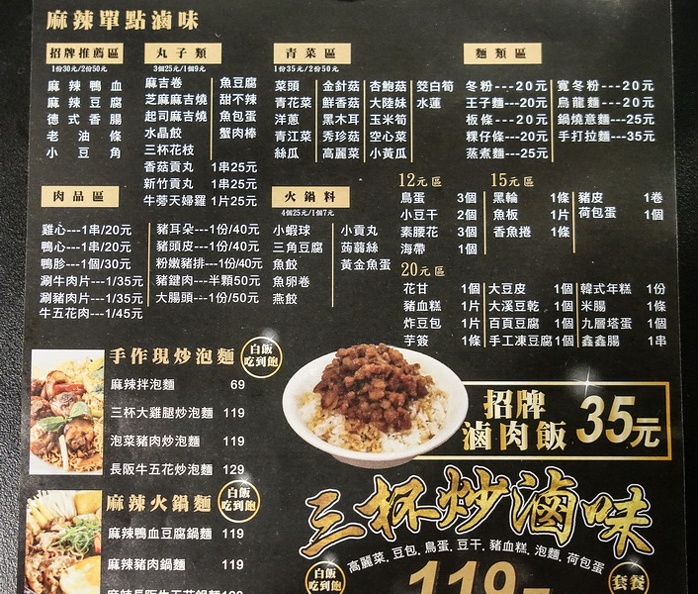 麻辣單點滷味
招牌推薦區
1份30元/2份50元
麻辣鴨血
麻辣豆腐
德式香腸
老油條
小豆角
丸子類
3個25元/1個9元
麻吉卷 魚豆腐
芝麻麻吉燒 甜不辣
起司麻吉燒 魚包蛋
水晶餃 蟹肉棒
三杯花枝
香菇貢丸 1串25元
新竹貢丸 1串25元
牛蒡天婦羅 1片25元
青菜區
1份35元/2份50元
菜頭 金針菇 杏鮑菇 筊白筍
青花菜 鮮香菇 大陸妹 水蓮
洋蔥 黑木耳 玉米筍
青江菜 秀珍菇 空心菜
絲瓜 高麗菜 小黃瓜
麵類區
冬粉---20元 寬冬粉---20元
王子麵---20元 烏龍麵---20元
板條---20元 鍋燒意麵---25元
粿仔條---20元 手打拉麵---35元
蒸煮麵---25元
肉品區
雞心---1串/20元 豬耳朵---1份/40元
鴨心---1串/20元 豬頭皮---1份/40元
鴨胗---1個/30元 粉嫩豬排---1份/40元
涮牛肉片---1/35元 豬腱肉---半顆50元
涮豬肉片---1/35元 大腸頭---1份/50元
牛五花肉---1/45元
火鍋料
4個25元/1個7元
小蝦球 小貢丸
三角豆腐 蒟蒻絲
魚餃 黃金魚蛋
魚卵卷
燕餃
12元區
鳥蛋 3個
小豆干 2個
素腰花 3個
海帶 1個
15元區
黑輪 1條 豬皮 1卷
魚板 1片 荷包蛋 1個
香魚捲 1條
20元區
花甘 1個 大豆皮 1個 韓式年糕 1份
豬血糕 1片 大溪豆乾 1個 米腸 1條
炸豆包 1片 百頁豆腐 1個 九層塔蛋 1個
芋簽 1條 手工凍豆腐 1個 鑫鑫腸 1串
手作現炒泡麵
白飯
吃到飽
麻辣拌泡麵 69
三杯大雞腿炒泡麵 119
泡菜豬肉炒泡麵 119
長阪牛五花炒泡麵 129
招牌
滷肉飯
35元
麻辣火鍋麵
白飯
吃到飽
麻辣鴨血豆腐鍋麵 119
麻辣豬肉鍋麵 119
三杯炒滷味
高麗菜. 豆包. 鳥蛋. 豆干. 豬血糕. 泡麵. 荷包蛋
白飯
吃到飽
119
套餐